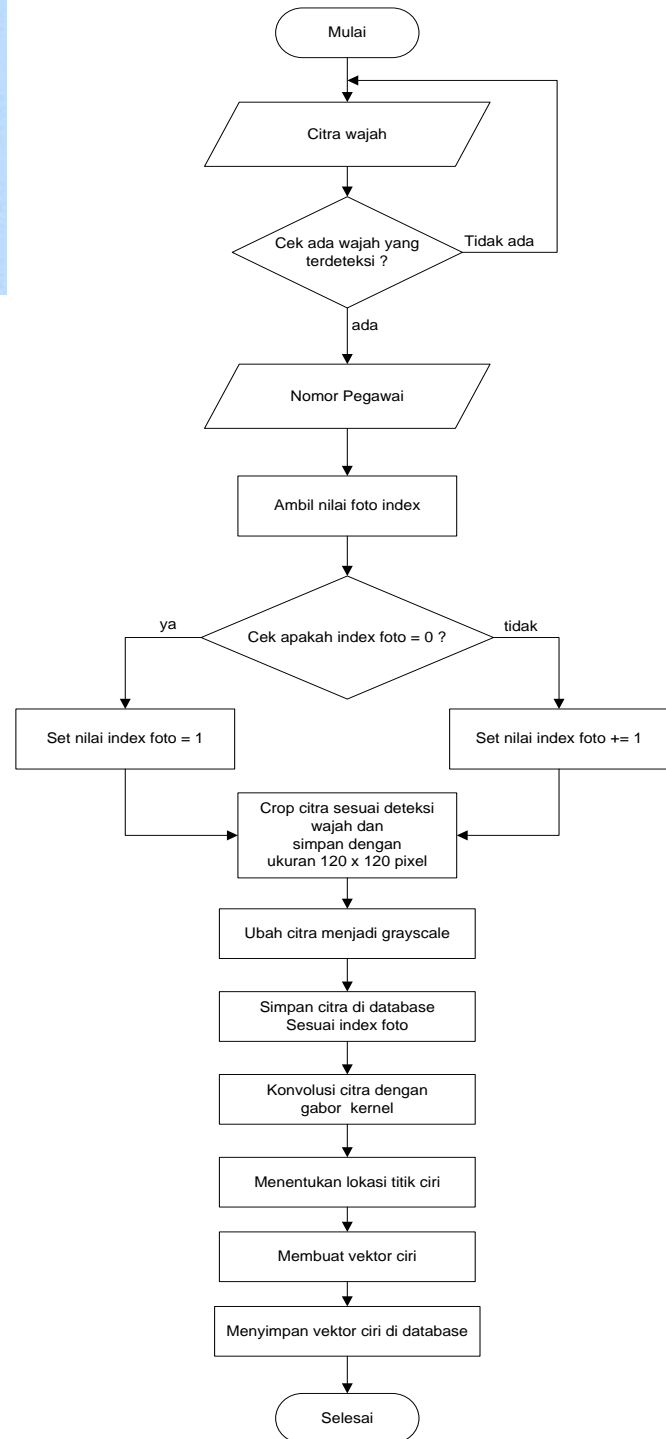 Mulai
Citra wajah
Cek ada wajah yang
terdeteksi ?
Tidak ada
ada
Nomor Pegawai
Ambil nilai foto index
ya
Cek apakah index foto = 0 ?
tidak
Set nilai index foto = 1
Set nilai index foto += 1
Crop citra sesuai deteksi
wajah dan
simpan dengan
ukuran 120 x 120 pixel
Ubah citra menjadi grayscale
Simpan citra di database
Sesuai index foto
Konvolusi citra dengan
gabor kernel
Menentukan lokasi titik ciri
Membuat vektor ciri
Menyimpan vektor ciri di database
Selesai